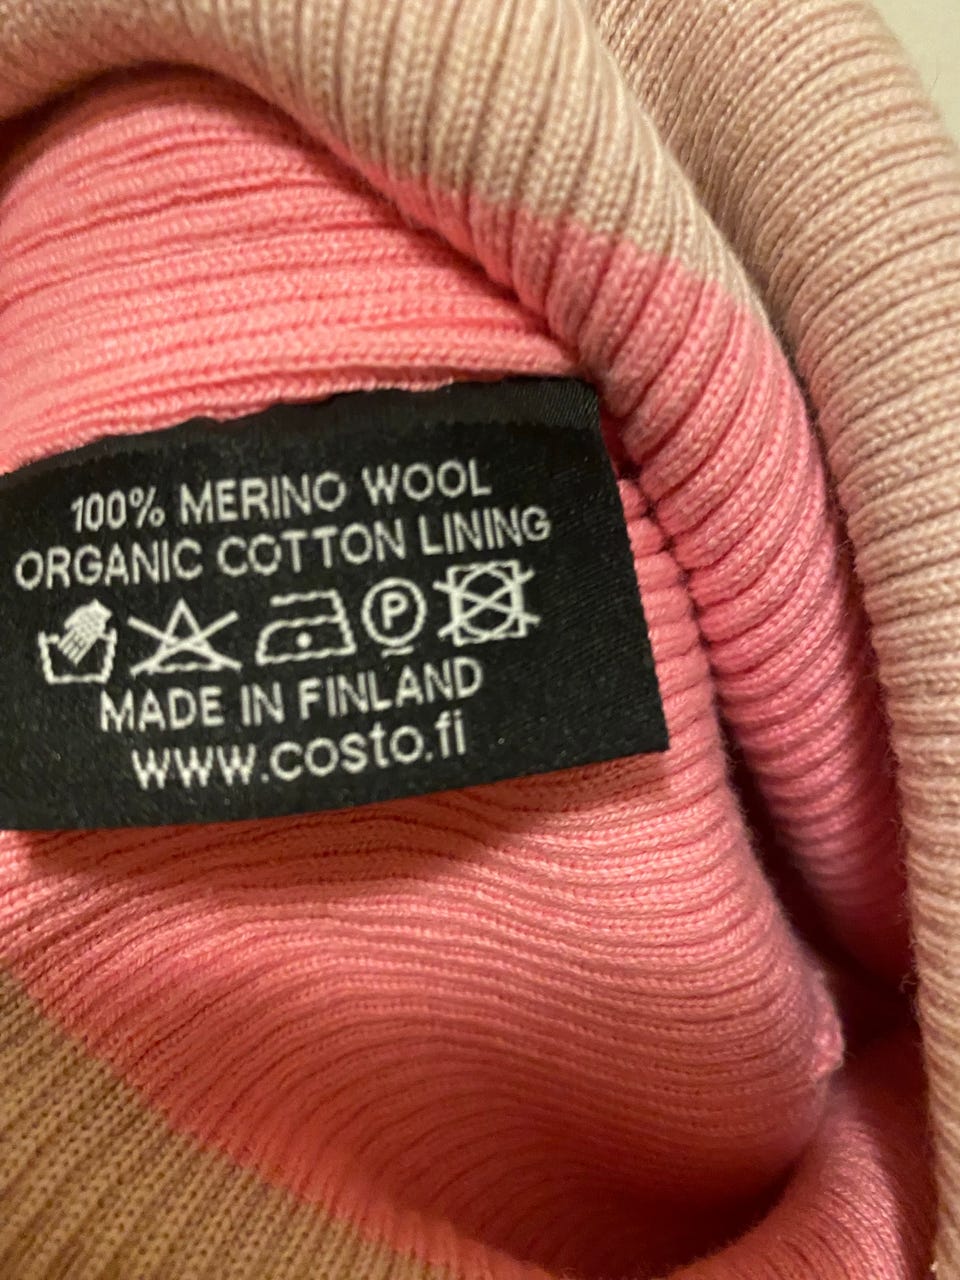 100% MERINO WOOL
ORGANIC COTTON LINING
P
MADE IN FINLAND
www.costo.fi